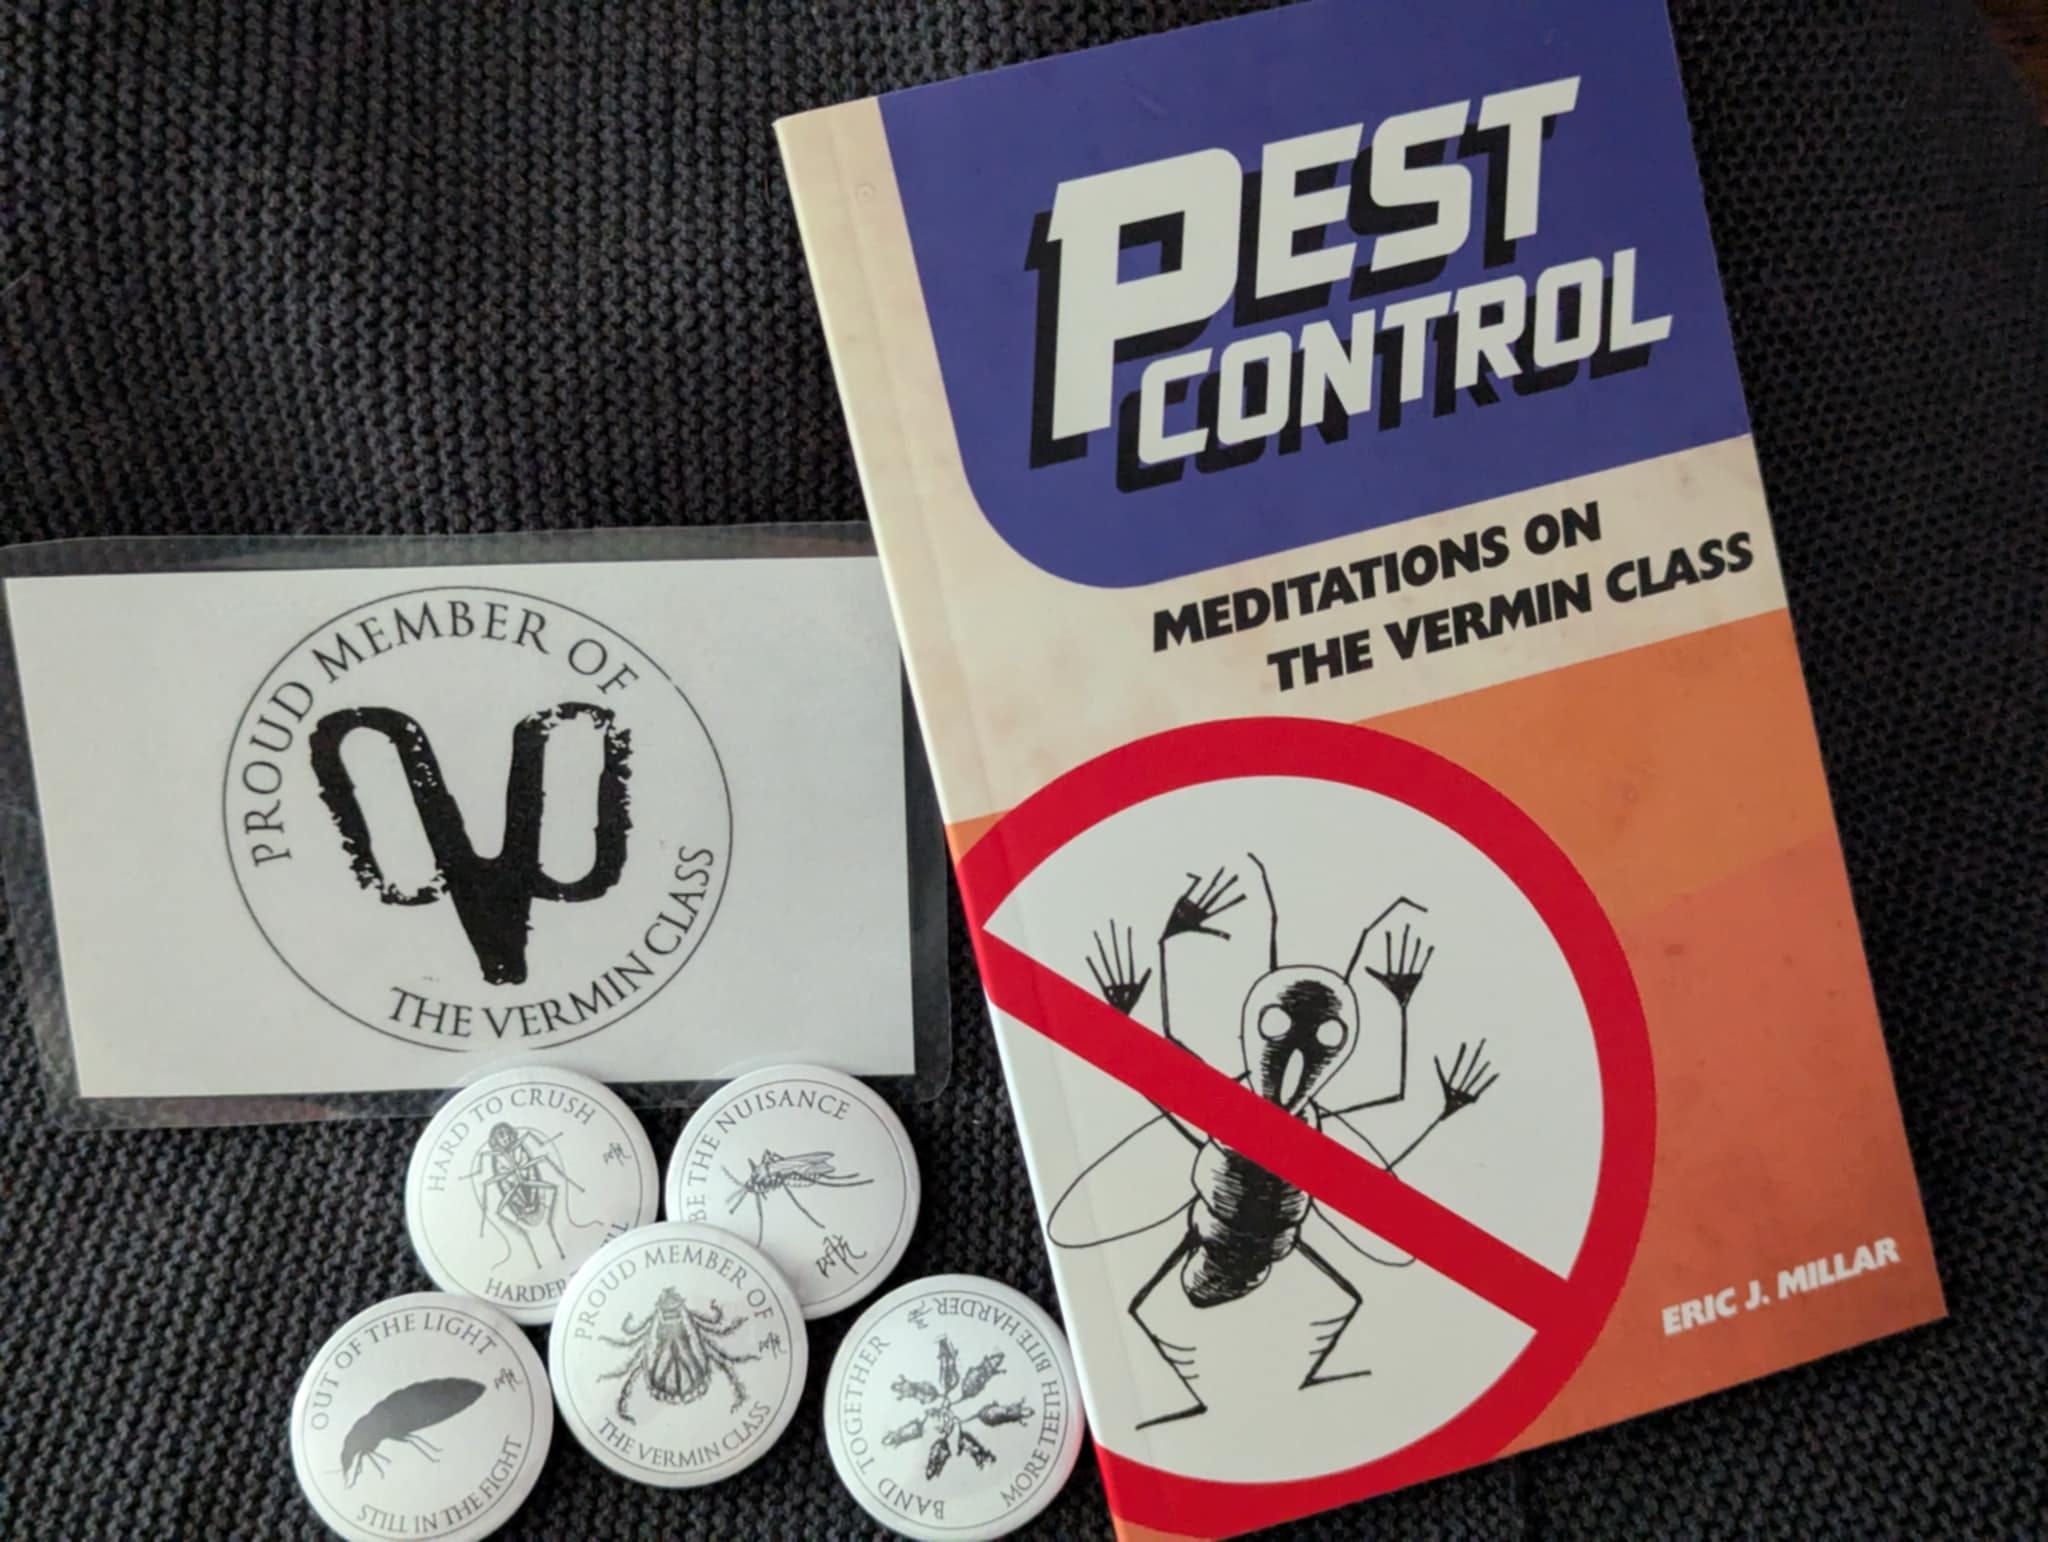 PEST
CONTROL
MEDITATIONS ON
THE VERMIN CLASS
ERIC J. MILLAR
PROUD MEMBER OF
THE VERMIN CLASS
HARD TO CRUSH
HARDER
BE THE NUISANCE
PROUD MEMBER OF
THE VERMIN CLASS
OUT OF THE LIGHT
STILL IN THE FIGHT
BAND TOGETHER
MORE TEETH BITE HARDER